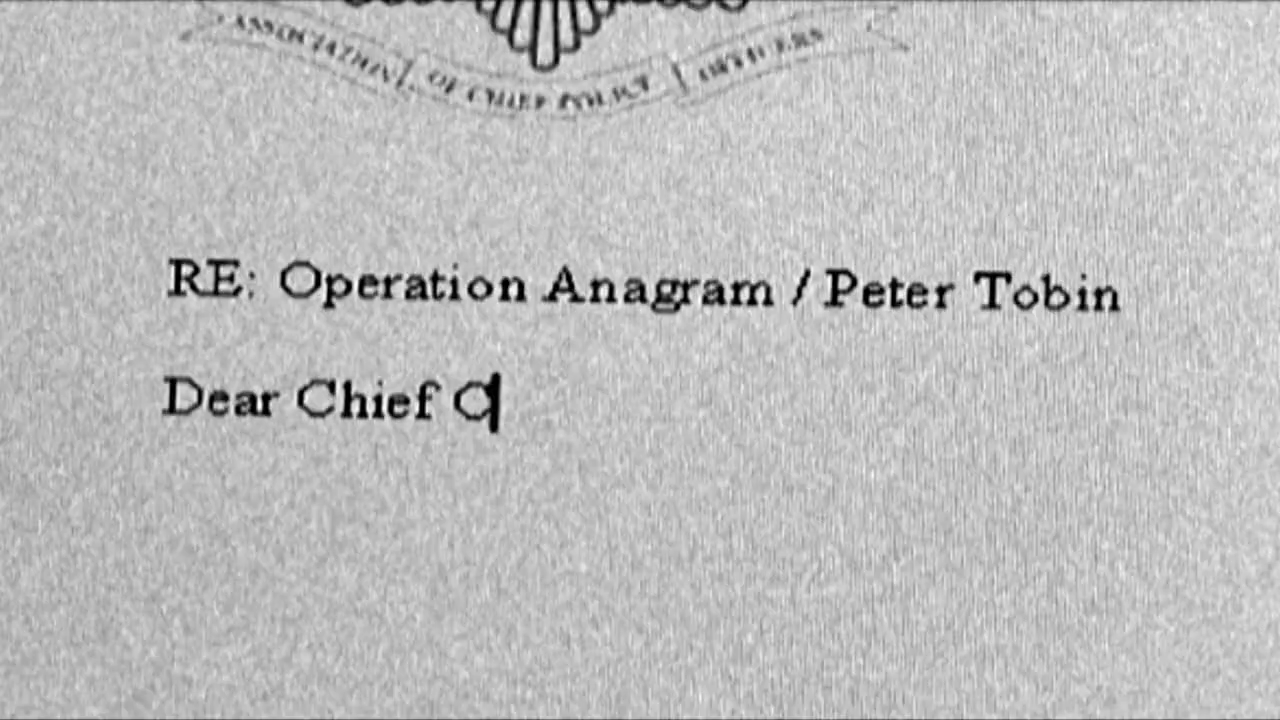 ASSOCIATION OF CHIEF POLICE OFFICERS
RE: Operation Anagram / Peter Tobin
Dear Chief C